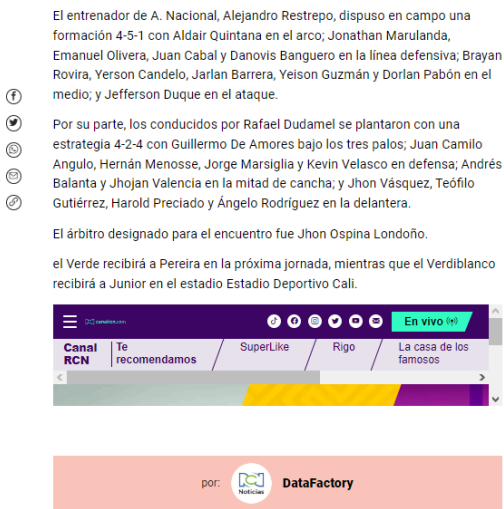 El entrenador de A. Nacional, Alejandro Restrepo, dispuso en campo una
formación 4-5-1 con Aldair Quintana en el arco; Jonathan Marulanda,
Emanuel Olivera, Juan Cabal y Danovis Banguero en la línea defensiva; Brayan
Rovira, Yerson Candelo, Jarlan Barrera, Yeison Guzmán y Dorlan Pabón en el
medio; y Jefferson Duque en el ataque.
Por su parte, los conducidos por Rafael Dudamel se plantaron con una
estrategia 4-2-4 con Guillermo De Amores bajo los tres palos; Juan Camilo
Angulo, Hernán Menosse, Jorge Marsiglia y Kevin Velasco en defensa; Andrés
Balanta y Jhojan Valencia en la mitad de cancha; y Jhon Vásquez, Teófilo
Gutiérrez, Harold Preciado y Ángelo Rodríguez en la delantera.
El árbitro designado para el encuentro fue Jhon Ospina Londoño.
el Verde recibirá a Pereira en la próxima jornada, mientras que el Verdiblanco
recibirá a Junior en el estadio Estadio Deportivo Cali.
canalrcn.com
En vivo
Canal RCN
Te recomendamos
SuperLike
Rigo
La casa de los famosos
por:
RCN
Noticias
DataFactory